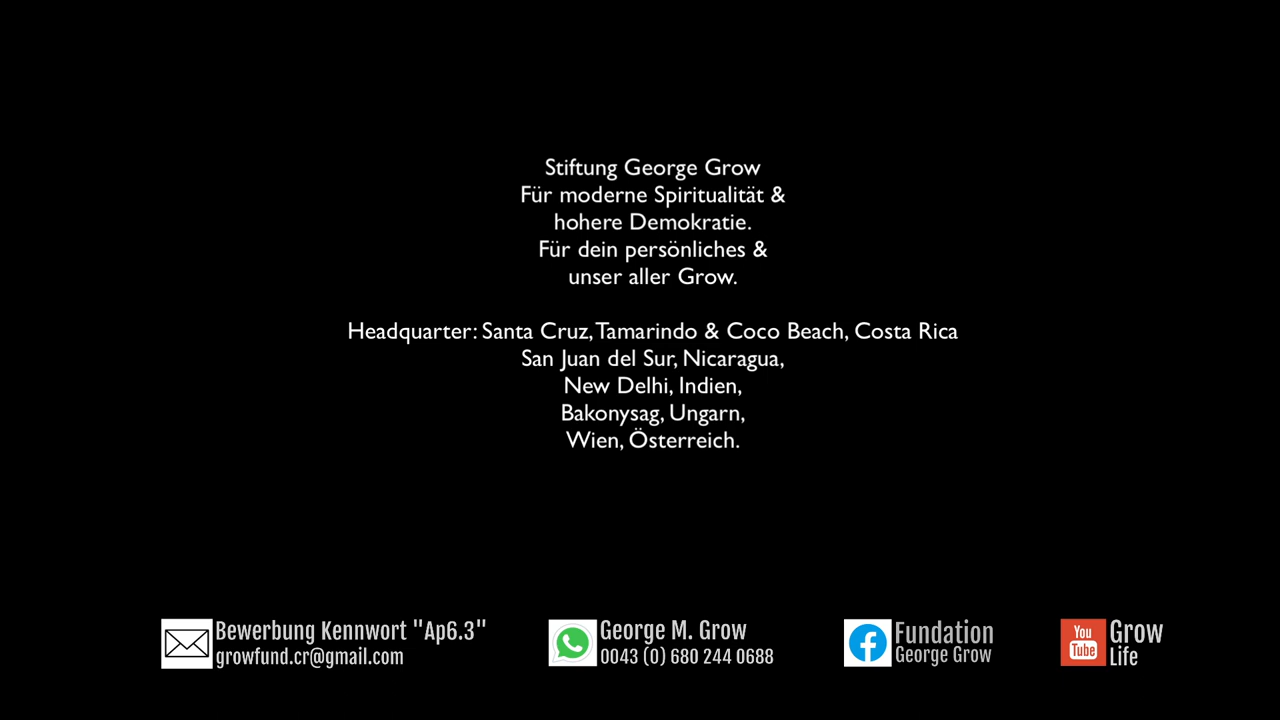 Stiftung George Grow
Für moderne Spiritualität &
hohere Demokratie.
Für dein persönliches &
unser aller Grow.
Headquarter: Santa Cruz, Tamarindo & Coco Beach, Costa Rica
San Juan del Sur, Nicaragua,
New Delhi, Indien,
Bakonysag, Ungarn,
Wien, Österreich.
Bewerbung Kennwort "Ap6.3"
growfund.cr@gmail.com
George M. Grow
0043 (0) 680 244 0688
Fundation
George Grow
You
Tube
Grow
Life